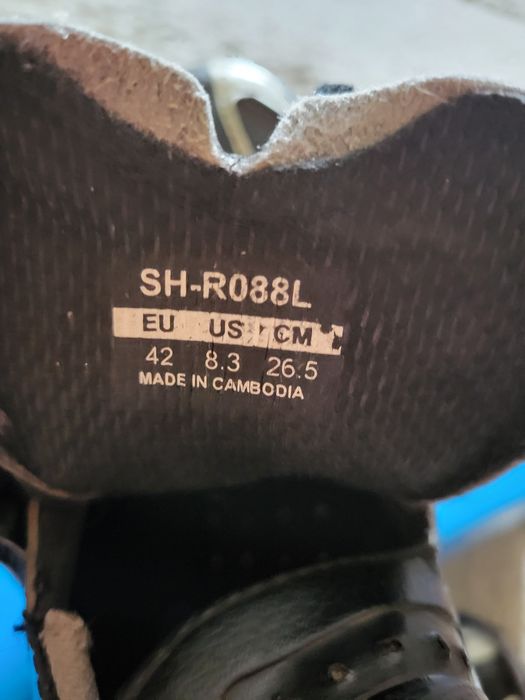 SH-R088L
EU US CM
42 8.3 26.5
MADE IN CAMBODIA